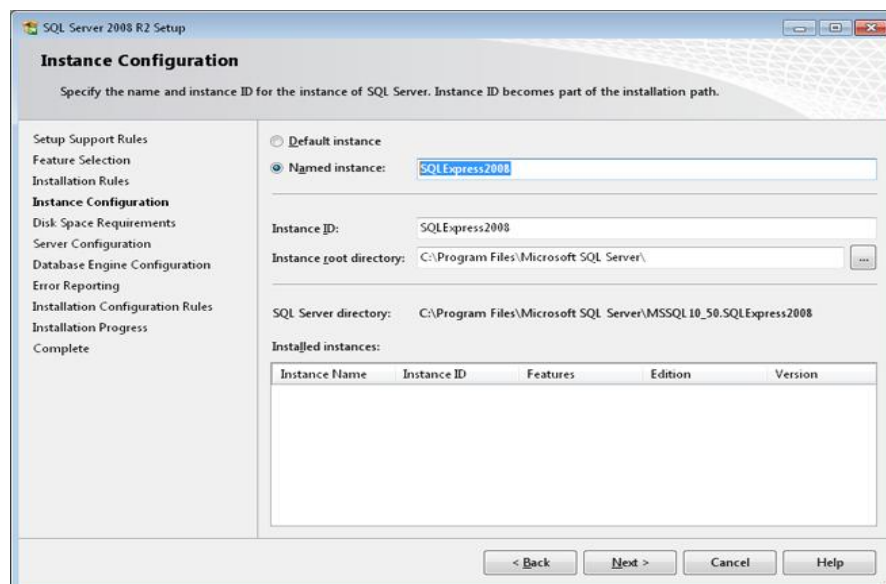 SQL Server 2008 R2 Setup
Instance Configuration
Specify the name and instance ID for the instance of SQL Server. Instance ID becomes part of the installation path.
Setup Support Rules
Feature Selection
Installation Rules
Instance Configuration
Disk Space Requirements
Server Configuration
Database Engine Configuration
Error Reporting
Installation Configuration Rules
Installation Progress
Complete
Default instance
Named instance: SQLExpress2008
Instance ID: SQLExpress2008
Instance root directory: C:\Program Files\Microsoft SQL Server\ ...
SQL Server directory: C:\Program Files\Microsoft SQL Server\MSSQL10_50.SQLExpress2008
Installed instances:
Instance Name Instance ID Features Edition Version
< Back Next > Cancel Help